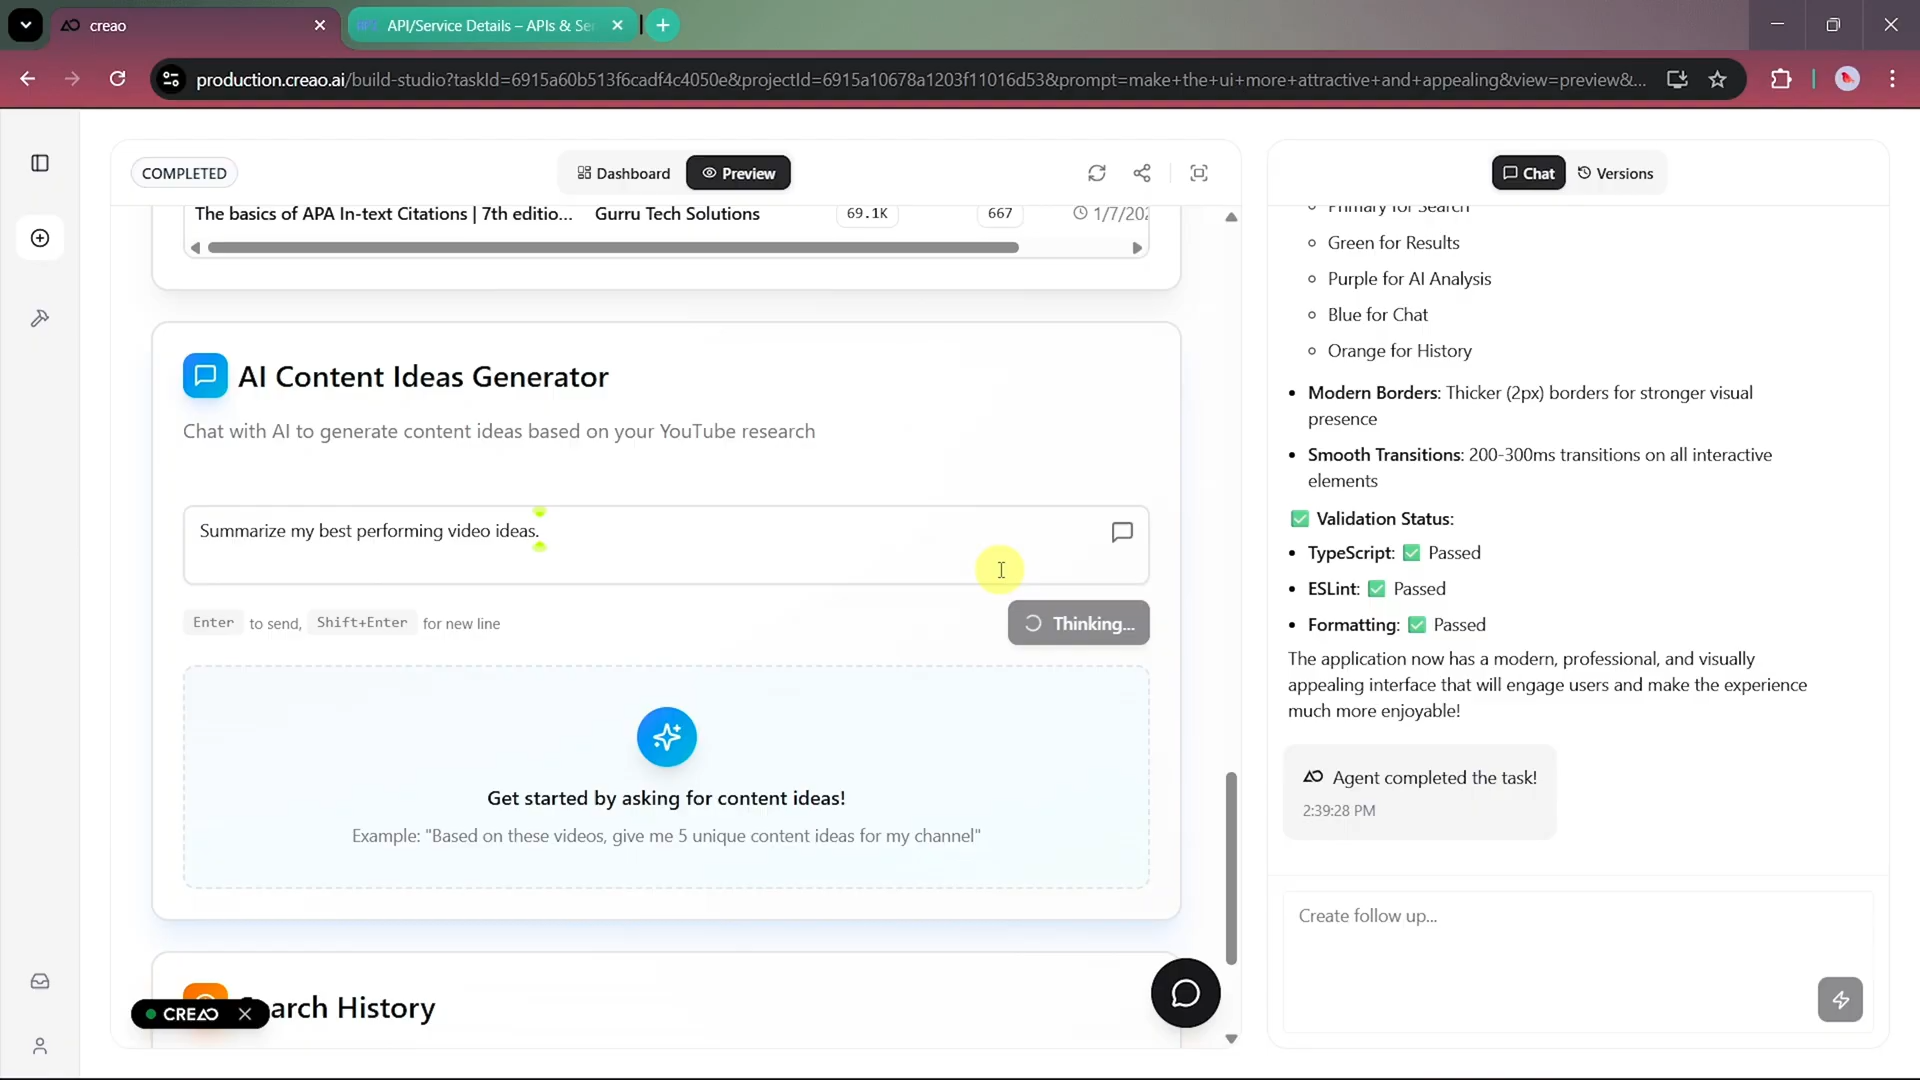 creao
API/Service Details – APIs & Se
production.creao.ai/build-studio?taskId=6915a60b513f6cadf4c4050e&projectId=6915a10678a1203f11016d53&prompt=make+the+ui+more+attractive+and+appealing&view=preview&...
COMPLETED
Dashboard
Preview
Chat
Versions
The basics of APA In-text Citations | 7th editio... Gurru Tech Solutions 69.1K 667 1/7/202
AI Content Ideas Generator
Chat with AI to generate content ideas based on your YouTube research
Summarize my best performing video ideas.
Enter to send, Shift+Enter for new line
Thinking...
Get started by asking for content ideas!
Example: "Based on these videos, give me 5 unique content ideas for my channel"
arch History
CREAO
Primary for Search
Green for Results
Purple for AI Analysis
Blue for Chat
Orange for History
Modern Borders: Thicker (2px) borders for stronger visual
presence
Smooth Transitions: 200-300ms transitions on all interactive
elements
✅ Validation Status:
TypeScript: ✅ Passed
ESLint: ✅ Passed
Formatting: ✅ Passed
The application now has a modern, professional, and visually
appealing interface that will engage users and make the experience
much more enjoyable!
Agent completed the task!
2:39:28 PM
Create follow up...